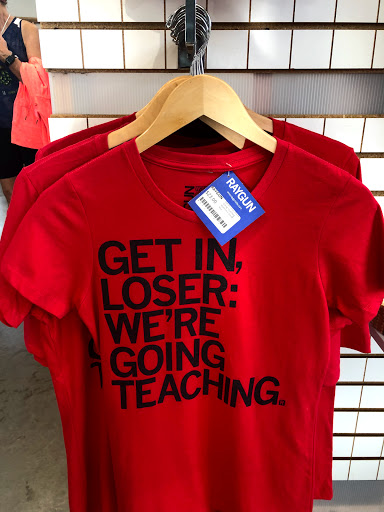 RAYGUN
GET IN,
LOSER:
WE'RE
GOING
TEACHING.